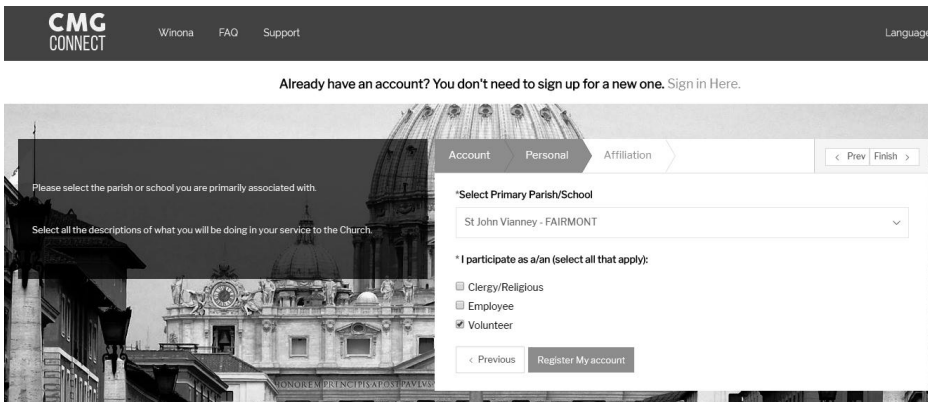 CMG
CONNECT
Winona FAQ Support
Language
Already have an account? You don't need to sign up for a new one. Sign in Here.
Please select the parish or school you are primarily associated with.
Select all the descriptions of what you will be doing in your service to the Church.
Account Personal Affiliation
< Prev Finish >
*Select Primary Parish/School
St John Vianney - FAIRMONT
* I participate as a/an (select all that apply):
Clergy/Religious
Employee
Volunteer
< Previous Register My account
HONOREM PRINCIPIS APOST PAVLVS